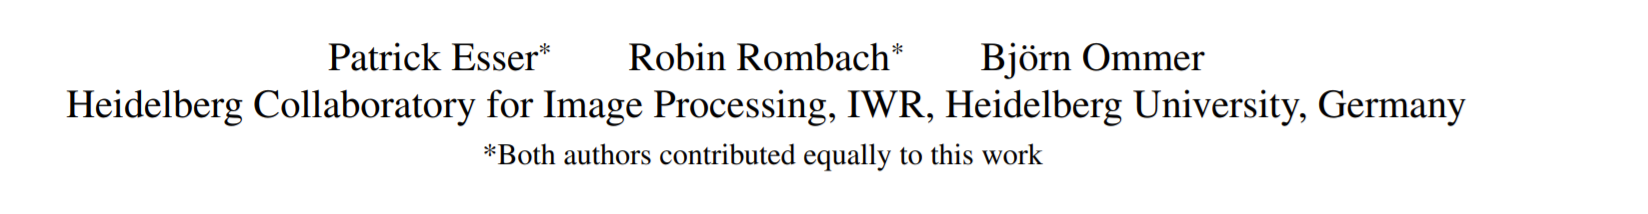 Patrick Esser* Robin Rombach* Björn Ommer
Heidelberg Collaboratory for Image Processing, IWR, Heidelberg University, Germany
*Both authors contributed equally to this work